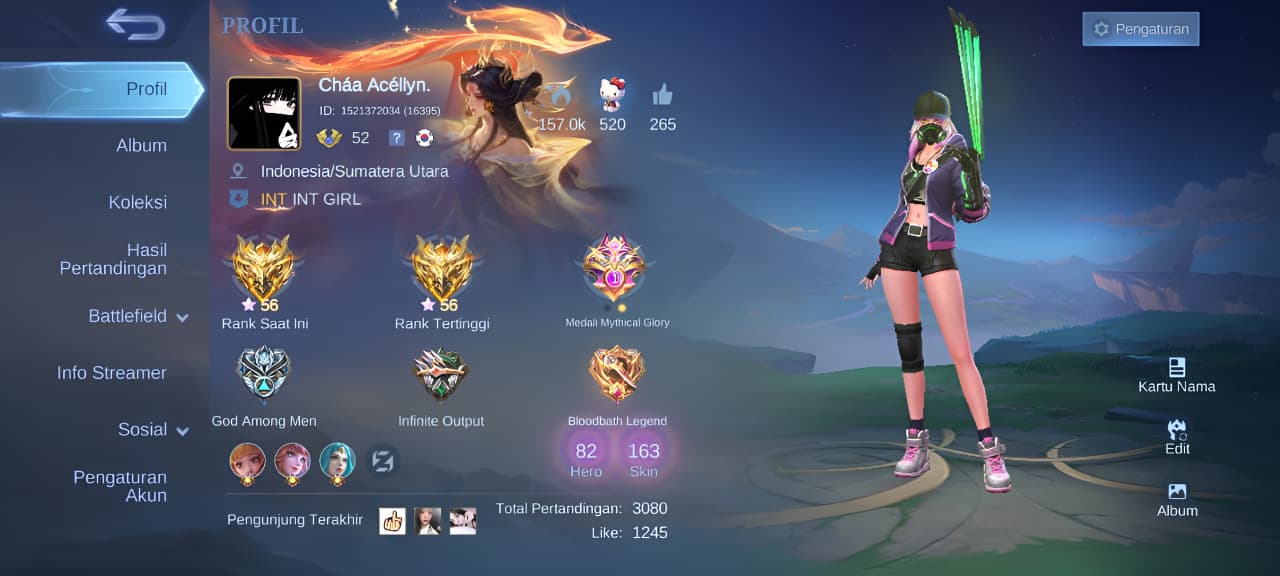 PROFIL
Pengaturan
Profil
Album
Koleksi
Hasil
Pertandingan
Battlefield
Info Streamer
Sosial
Pengaturan
Akun
Cháa Acéllyn.
ID: 1521372034 (16395)
52
?
157.0k
520
265
Indonesia/Sumatera Utara
INT INT GIRL
56
Rank Saat Ini
56
Rank Tertinggi
1
Medali Mythical Glory
God Among Men
Infinite Output
Bloodbath Legend
82
Hero
163
Skin
Pengunjung Terakhir
Total Pertandingan: 3080
Like: 1245
Kartu Nama
Edit
Album